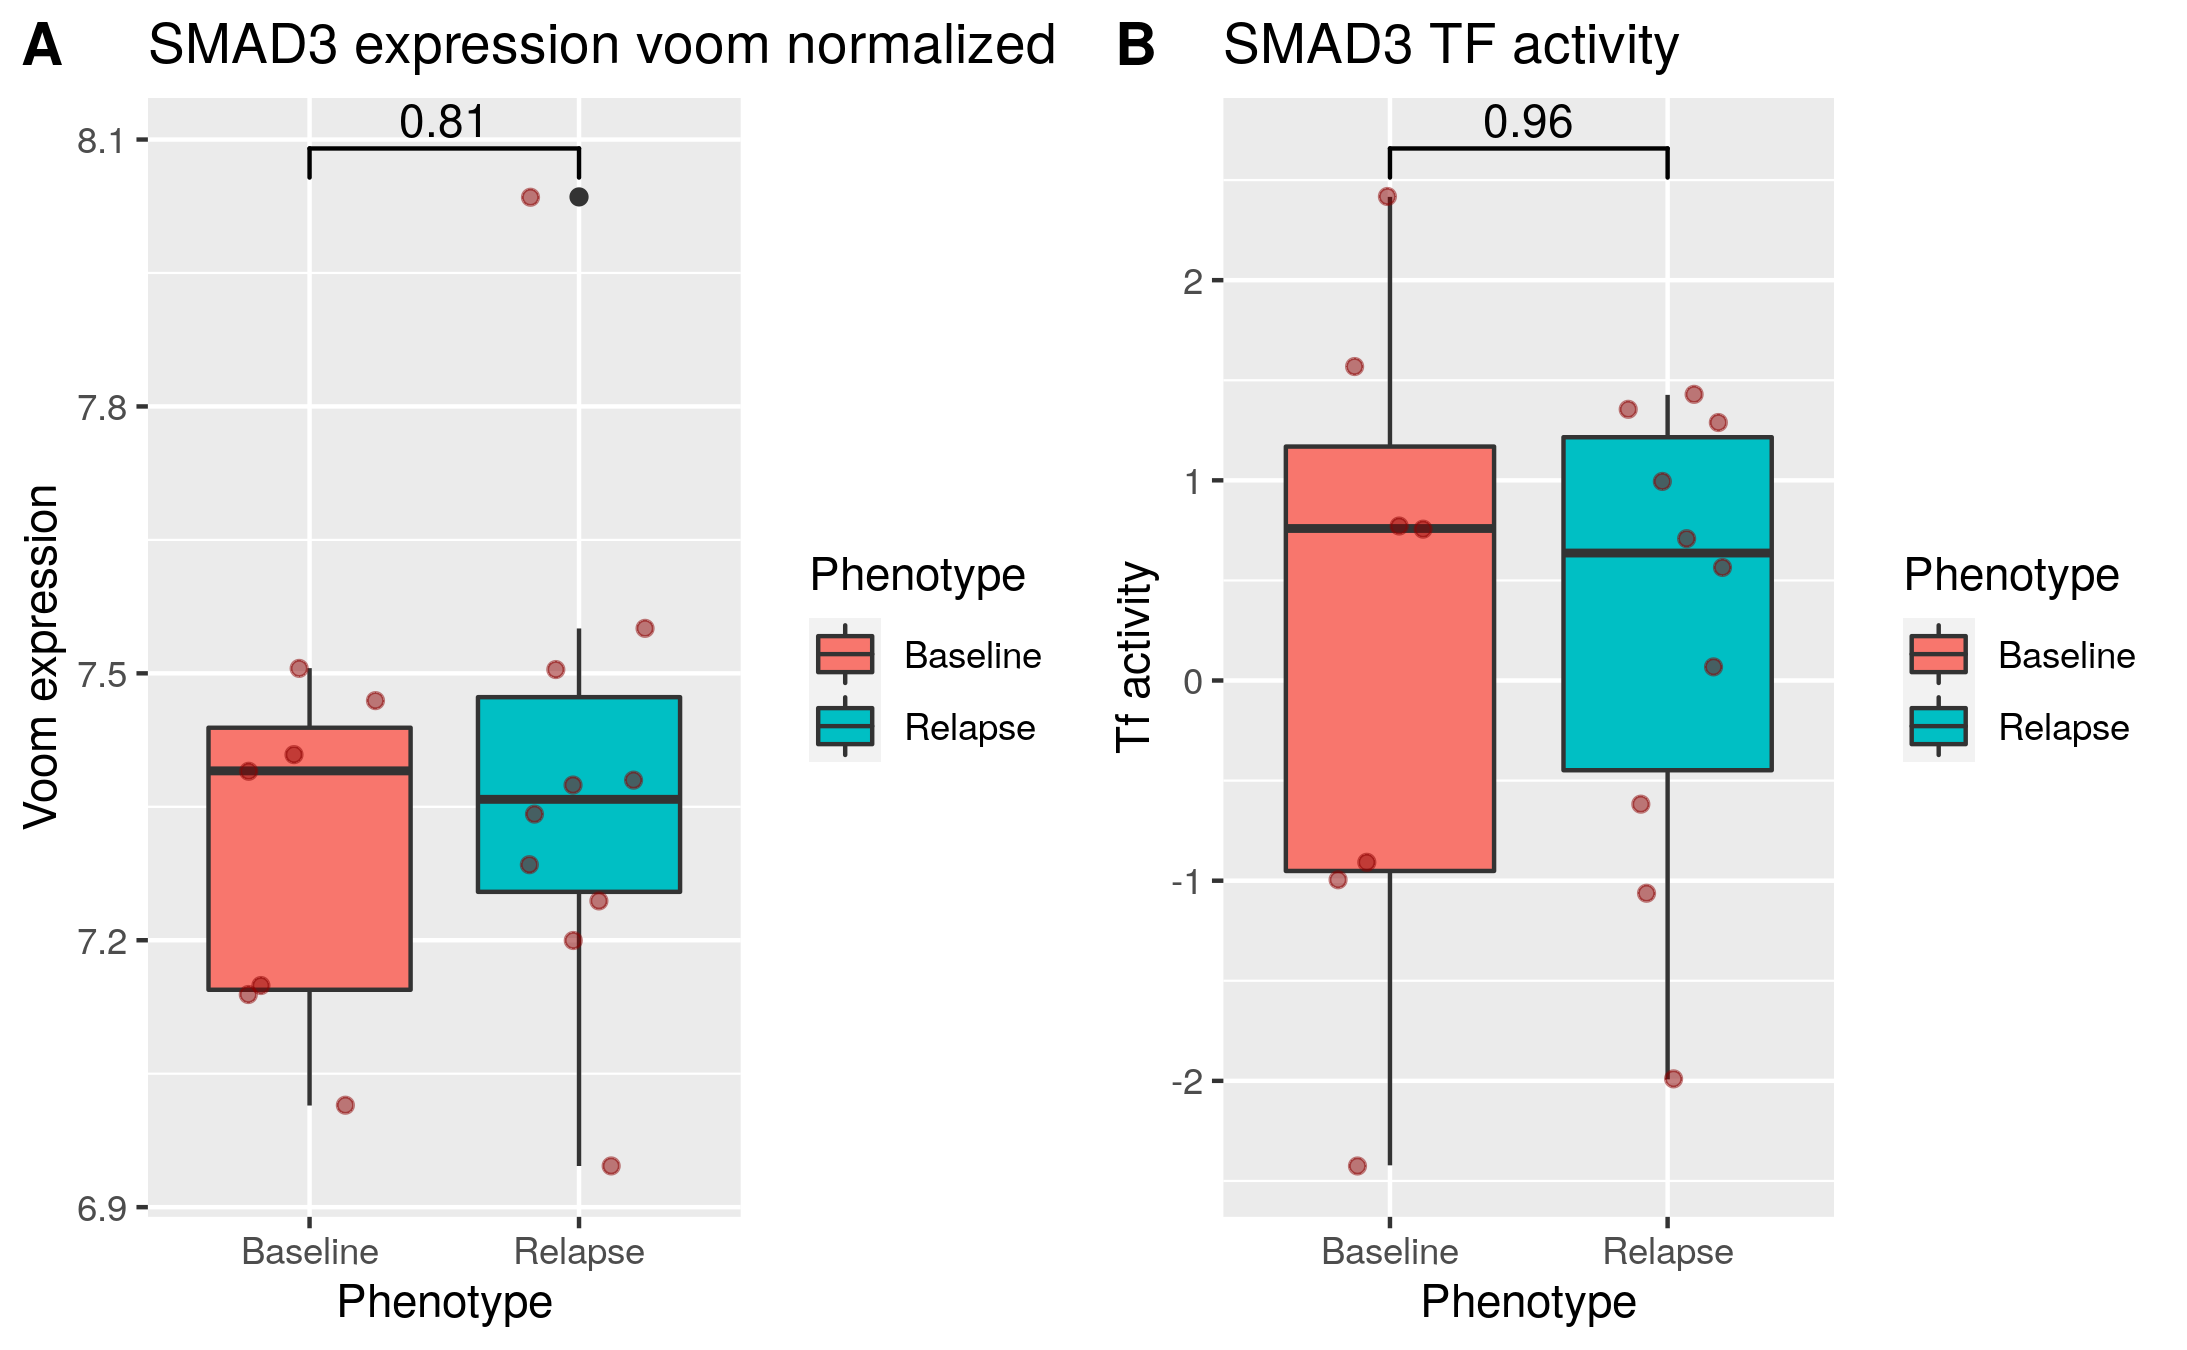 A SMAD3 expression voom normalized
0.81
8.1
7.8
7.5
7.2
6.9
Voom expression
Baseline
Relapse
Phenotype
Phenotype
Baseline
Relapse
B SMAD3 TF activity
0.96
2
1
0
-1
-2
Tf activity
Baseline
Relapse
Phenotype
Phenotype
Baseline
Relapse